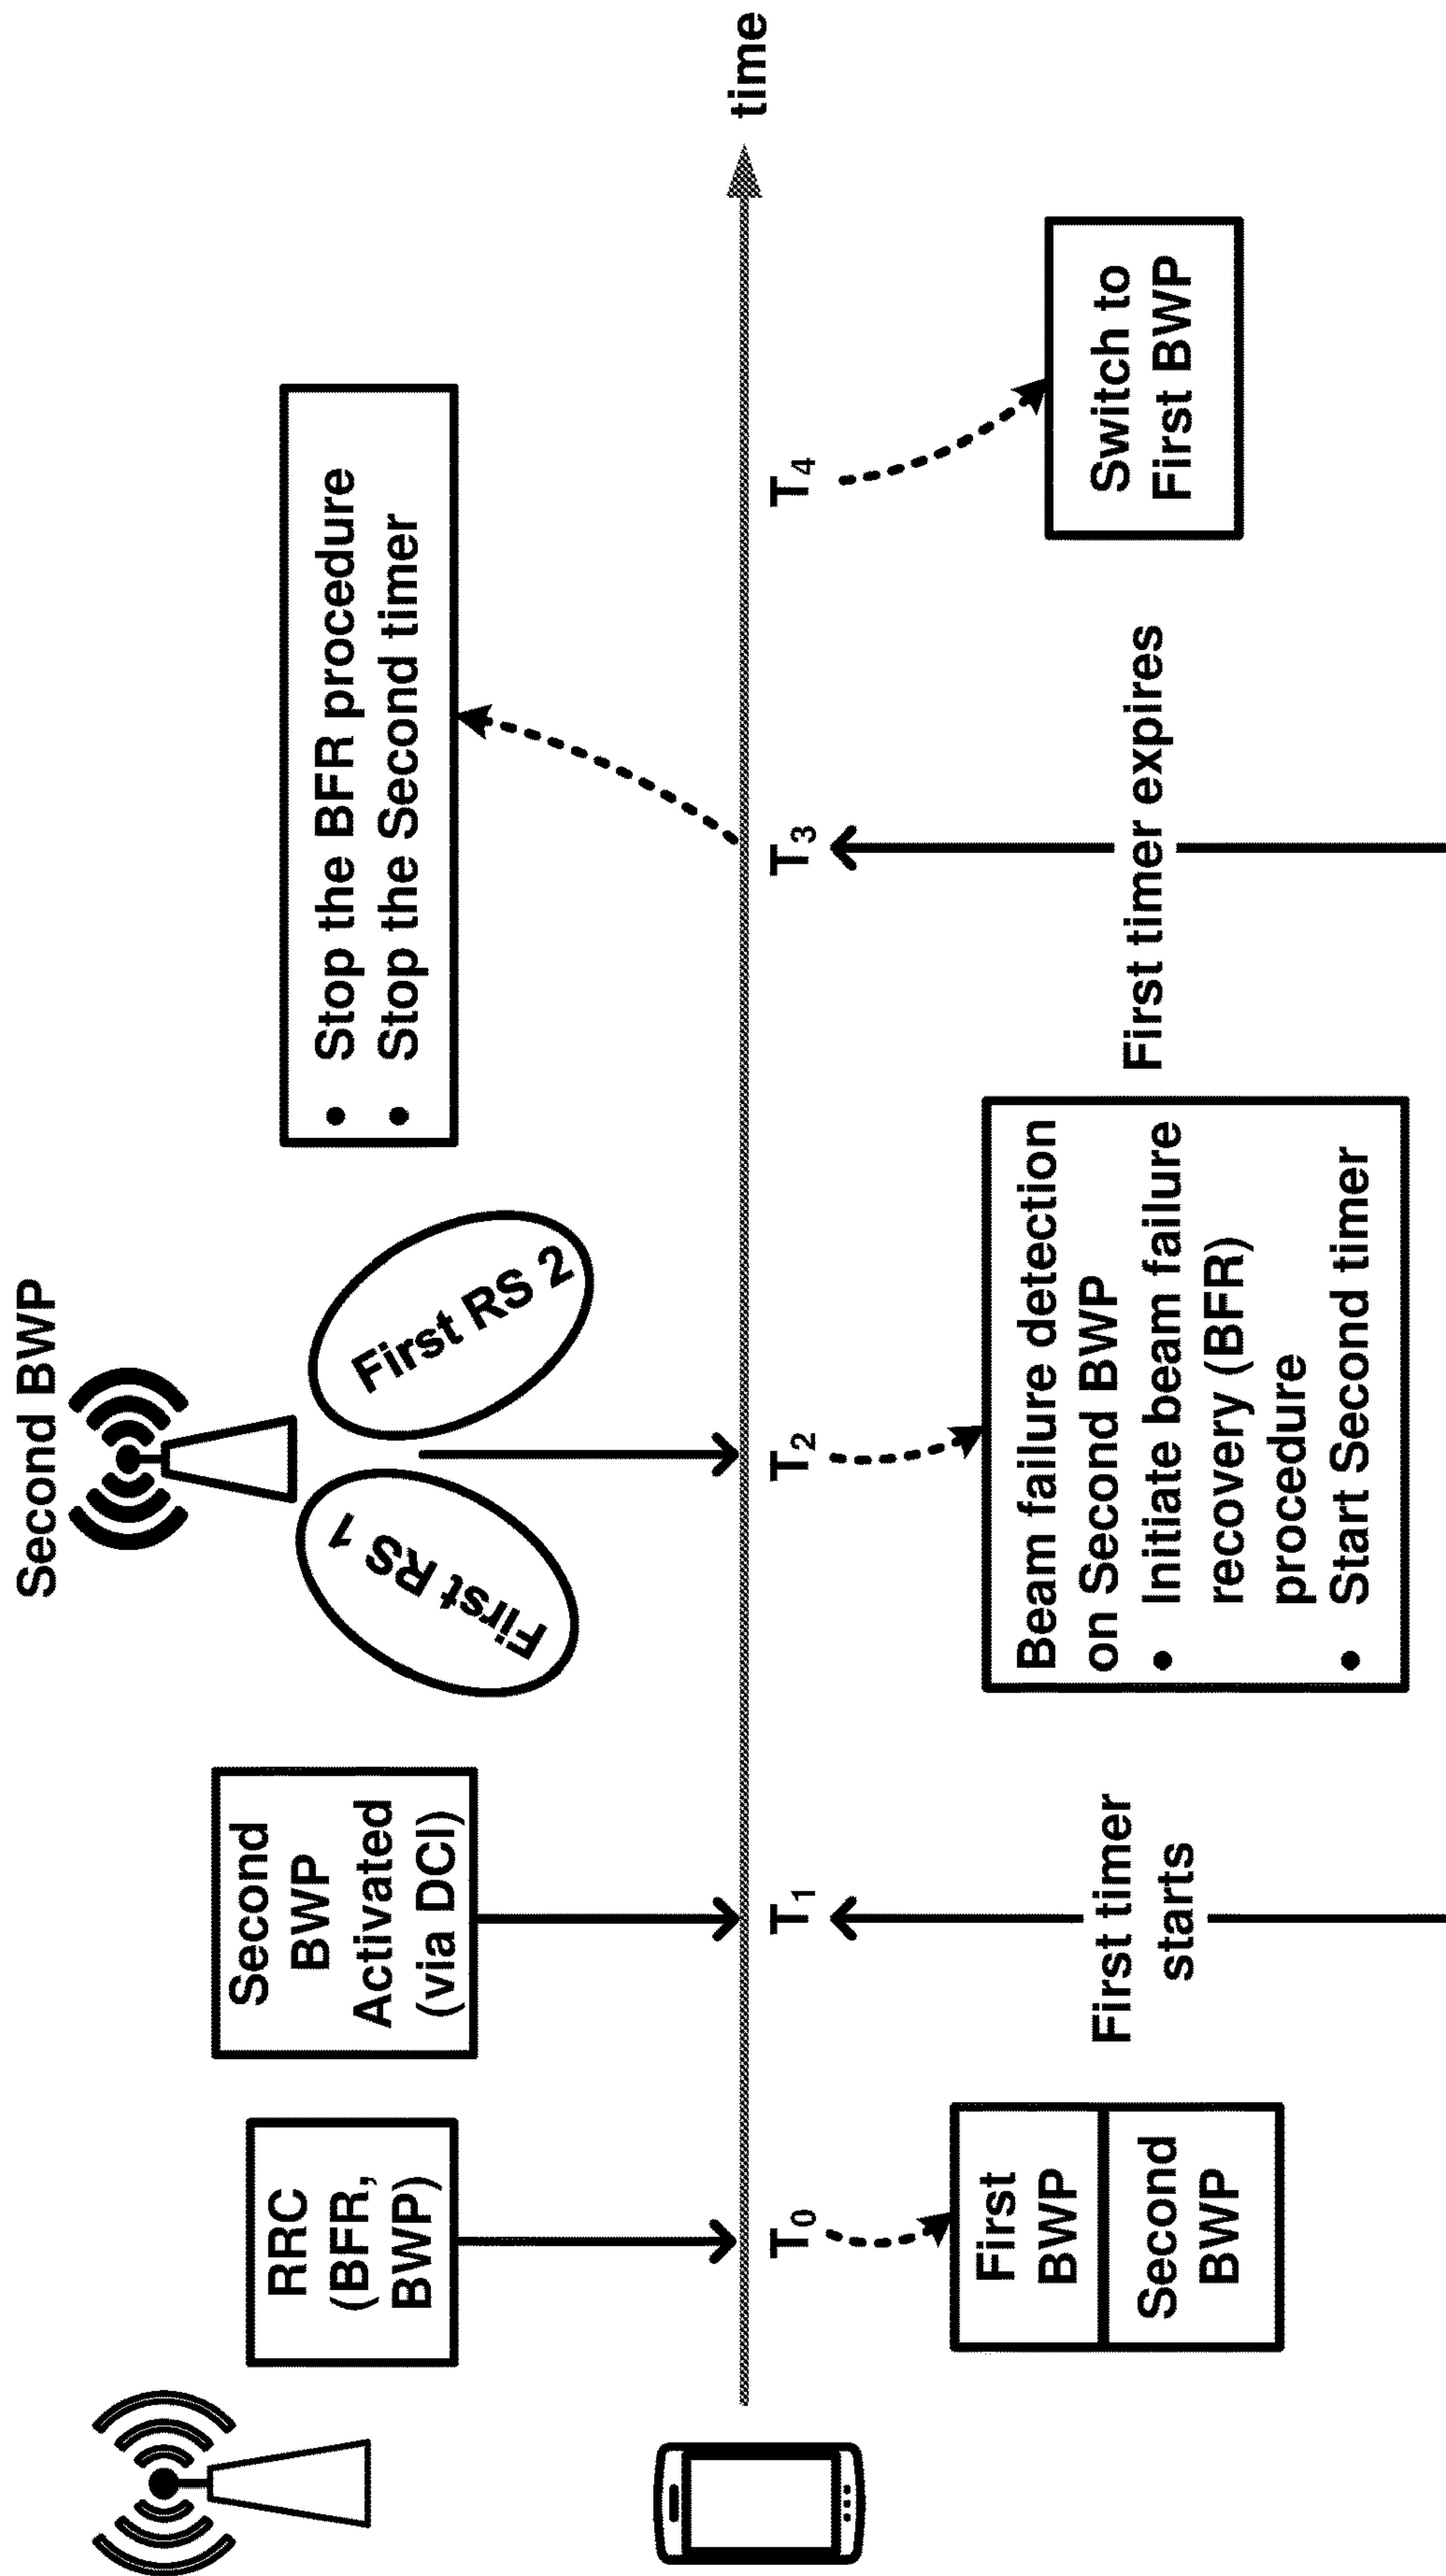 RRC
(BFR,
BWP)
Second
BWP
Activated
(via DCI)
Second BWP
First RS 1
First RS 2
• Stop the BFR procedure
• Stop the Second timer
time
T0
T1
T2
T3
T4
First
BWP
Second
BWP
First timer
starts
Beam failure detection
on Second BWP
• Initiate beam failure
recovery (BFR)
procedure
• Start Second timer
First timer expires
Switch to
First BWP